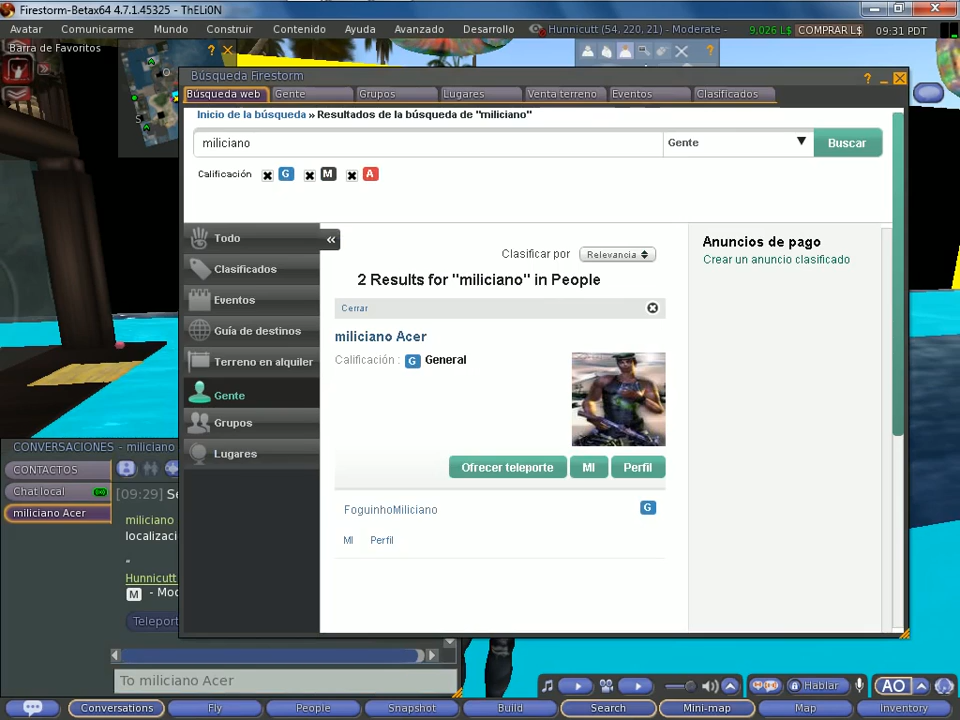 Firestorm-Betax64 4.7.1.45325 - ThELi0N
Avatar Comunicarme Mundo Construir Contenido Ayuda Avanzado Desarrollo Hunnicutt (54, 220, 21) - Moderate - 9,026 L$ COMPRAR L$ 09:31 PDT
Barra de Favoritos
Búsqueda Firestorm
Búsqueda web Gente Grupos Lugares Venta terreno Eventos Clasificados
Inicio de la búsqueda » Resultados de la búsqueda de "miliciano"
miliciano Gente Buscar
Calificación G M A
Todo
Clasificar por Relevancia
Clasificados
Eventos
Guía de destinos
Terreno en alquiler
Gente
Grupos
Lugares
2 Results for "miliciano" in People
Cerrar
miliciano Acer
Calificación : G General
Ofrecer teleporte MI Perfil
FoguinhoMiliciano G
MI Perfil
Anuncios de pago
Crear un anuncio clasificado
CONVERSACIONES - miliciano
CONTACTOS
Chat local
miliciano Acer
[09:29] Se
miliciano
localizaci
"
Hunnicutt
M - Mod
Teleport
To miliciano Acer
Hablar AO
Conversations Fly People Snapshot Build Search Mini-map Map Inventory